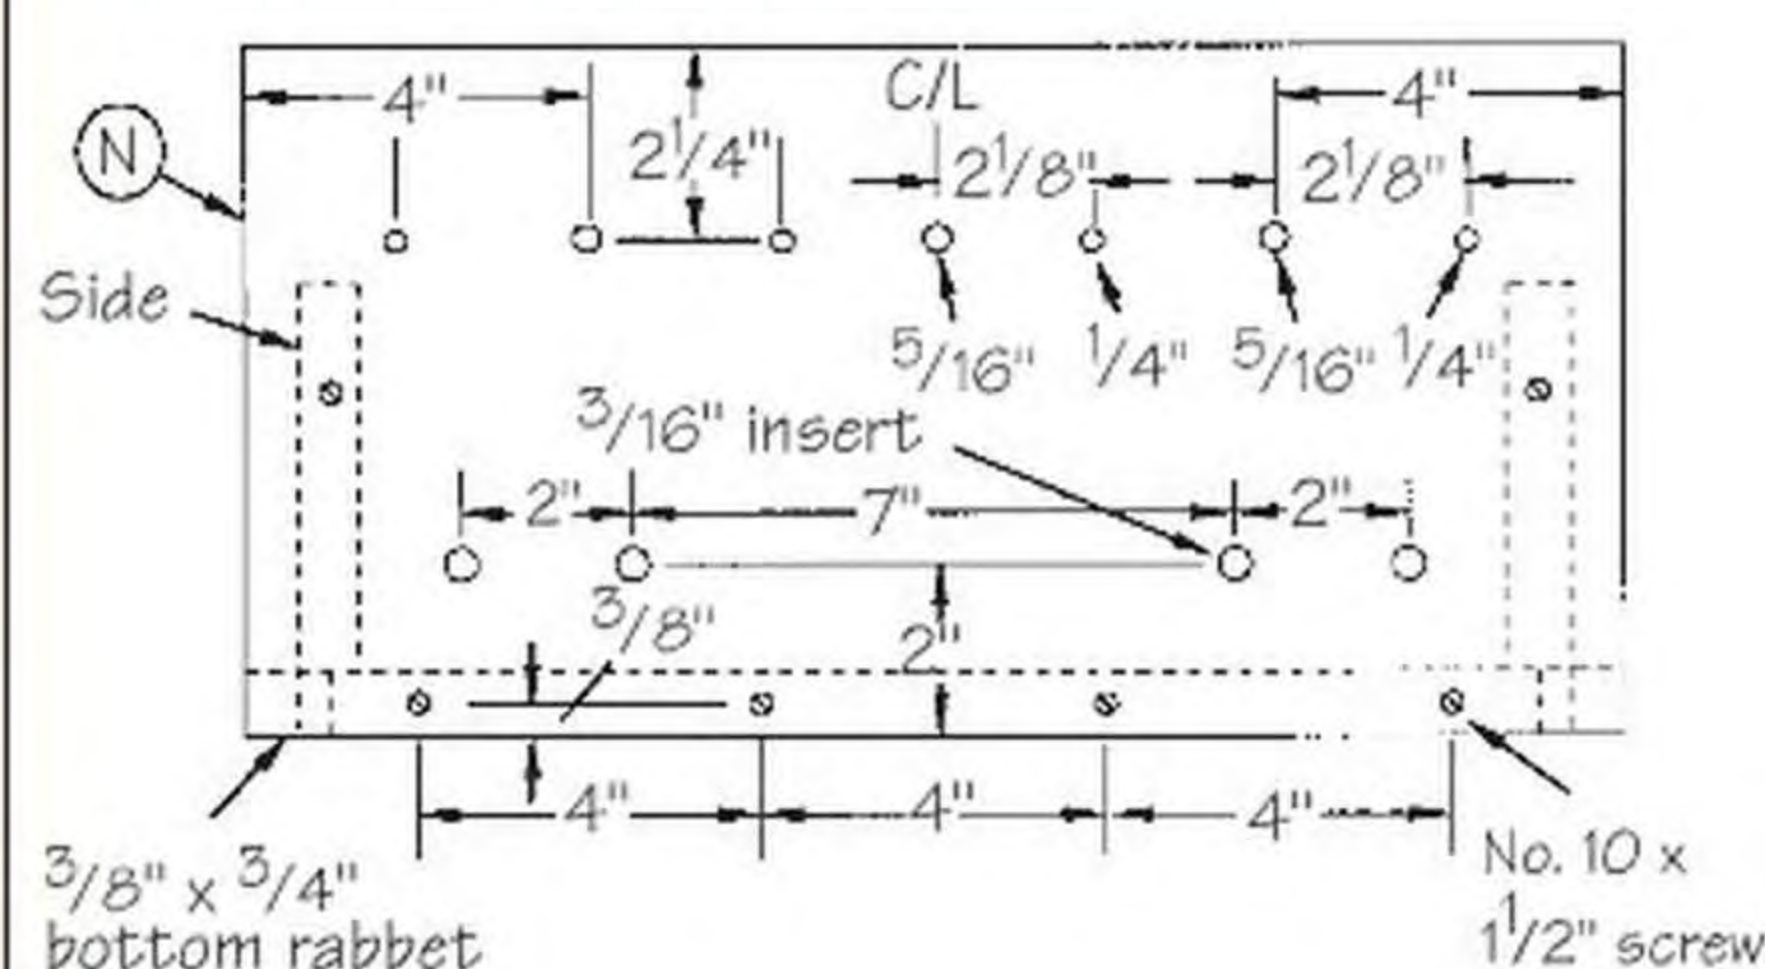 4"
C/L
4"
N
2 1/4"
2 1/8"
2 1/8"
Side
5/16"
1/4"
5/16"
1/4"
3/16" insert
2"
7"
2"
3/8"
2"
4"
4"
4"
3/8" x 3/4"
bottom rabbet
No. 10 x
1 1/2" screw